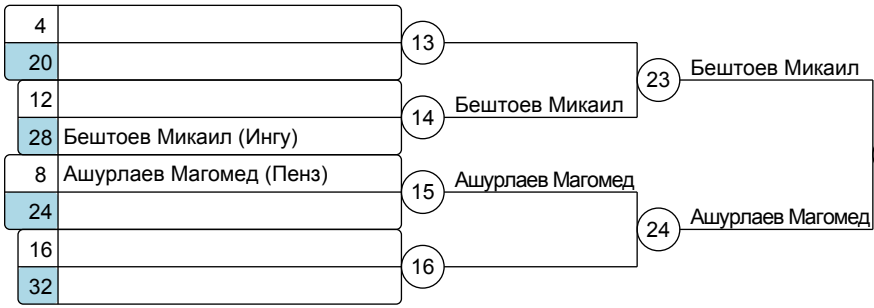 4
13
20
23 Бештоев Микаил
12
14 Бештоев Микаил
28 Бештоев Микаил (Ингу)
8 Ашурлаев Магомед (Пенз)
15 Ашурлаев Магомед
24
24 Ашурлаев Магомед
16
16
32